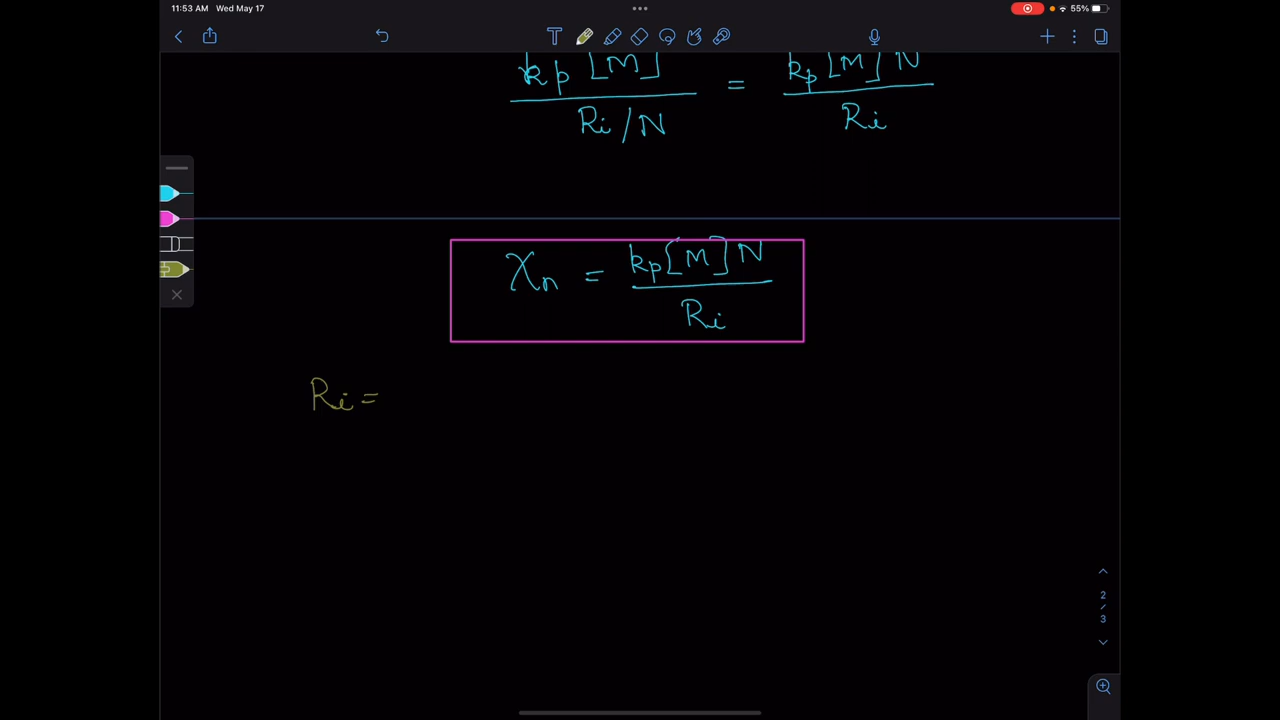 11:53 AM Wed May 17
55%
kp [M] / Ri/N = kp [M] N / Ri
Xn = kp[M] N / Ri
Ri =
2
/
3